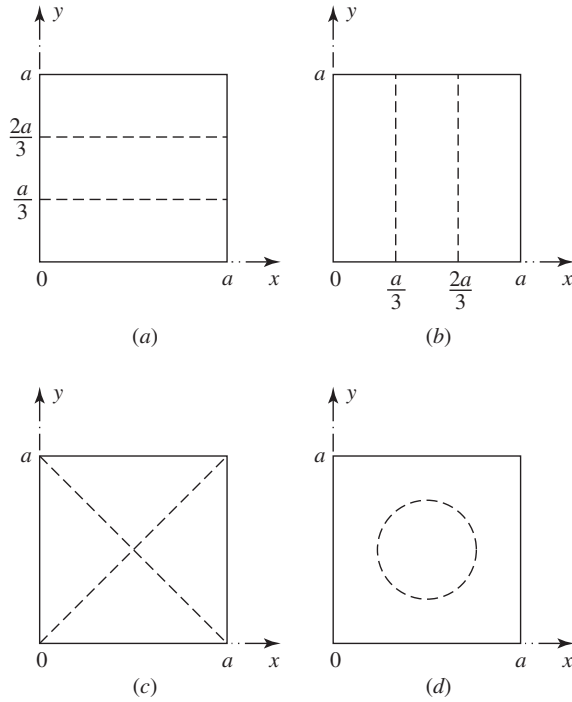 y y
a a
2a/3
a/3
0 a x 0 a/3 2a/3 a x
(a) (b)
y y
a a
0 a x 0 a x
(c) (d)